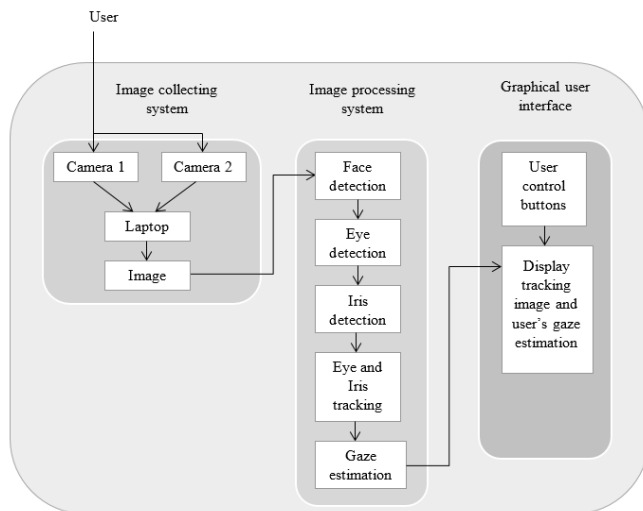 User
Image collecting
system
Camera 1
Camera 2
Laptop
Image
Image processing
system
Face
detection
Eye
detection
Iris
detection
Eye and
Iris
tracking
Gaze
estimation
Graphical user
interface
User
control
buttons
Display
tracking
image and
user's gaze
estimation